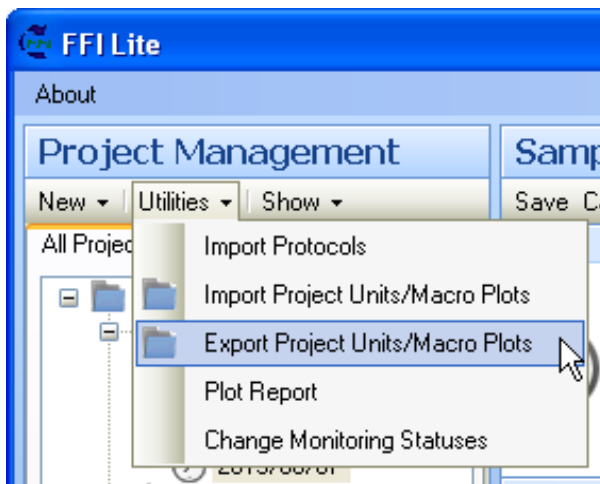 FFI Lite
About
Project Management
Samp
New Utilities Show
Save Ca
All Projec
Import Protocols
Import Project Units/Macro Plots
Export Project Units/Macro Plots
Plot Report
Change Monitoring Statuses